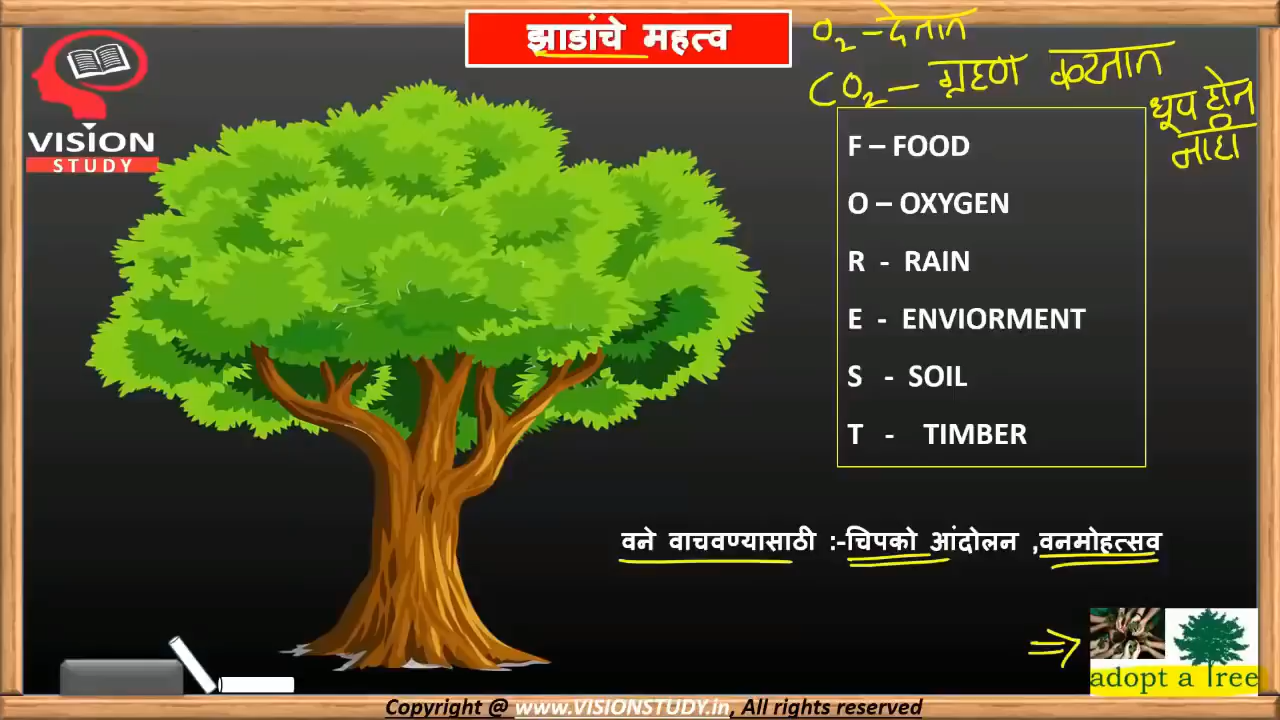 झाडांचे महत्व
O₂ - देतात
CO₂ - ग्रहण करतात
धूप होत
नाही
VISION
STUDY
F – FOOD
O – OXYGEN
R - RAIN
E - ENVIORMENT
S - SOIL
T - TIMBER
वने वाचवण्यासाठी :-चिपको आंदोलन ,वनमोहत्सव
adopt a Tree
Copyright @ www.VISIONSTUDY.in, All rights reserved